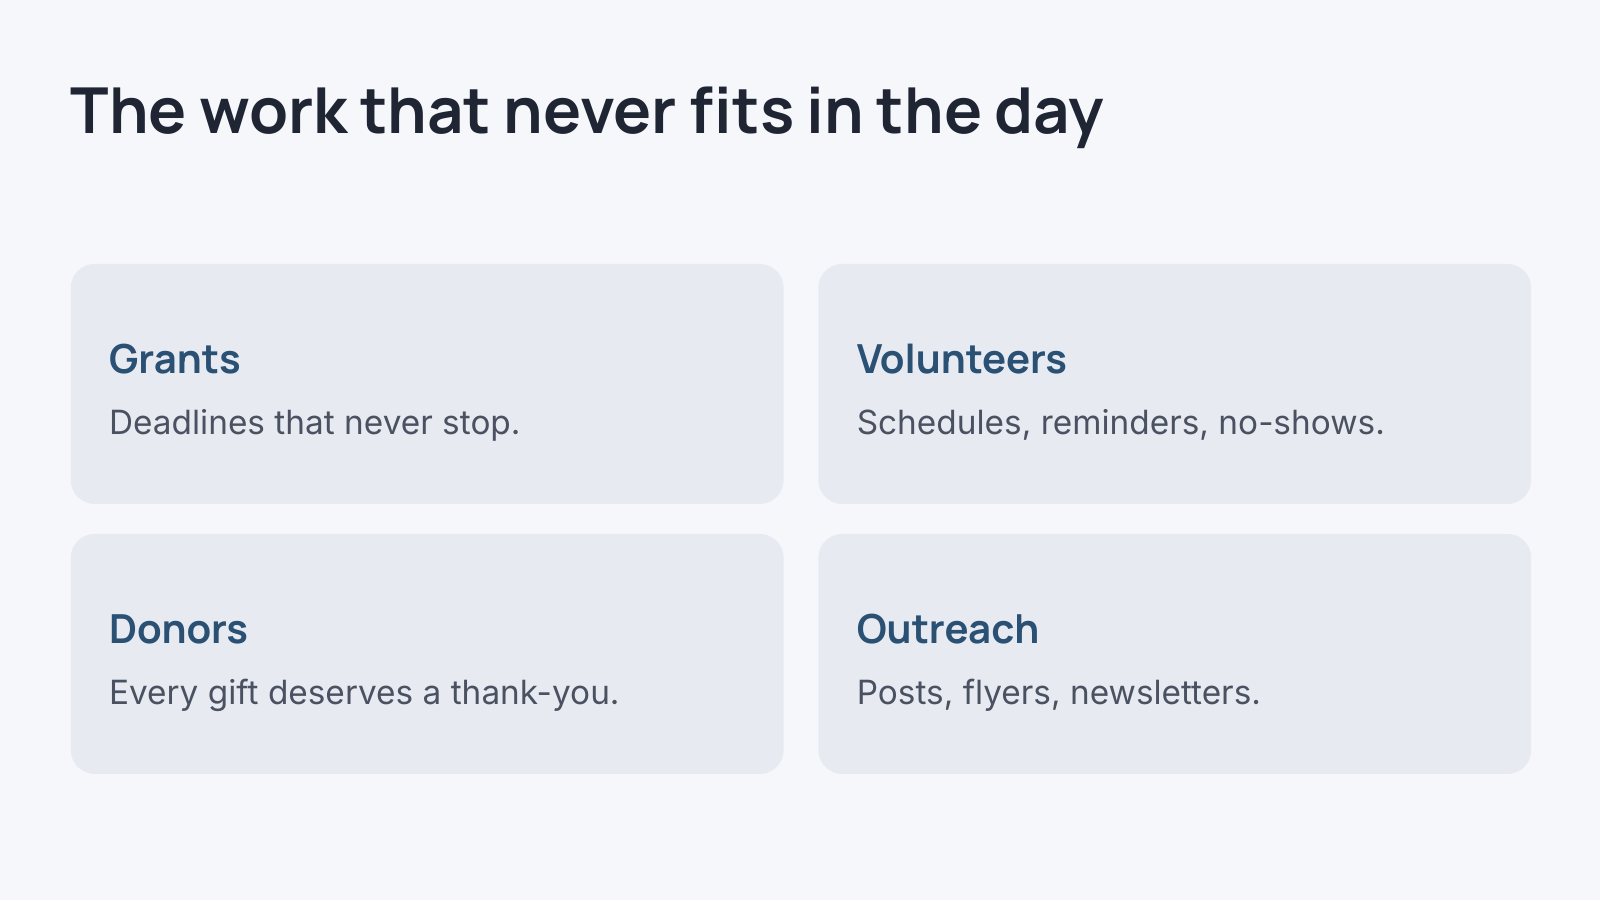 The work that never fits in the day
Grants
Deadlines that never stop.
Volunteers
Schedules, reminders, no-shows.
Donors
Every gift deserves a thank-you.
Outreach
Posts, flyers, newsletters.